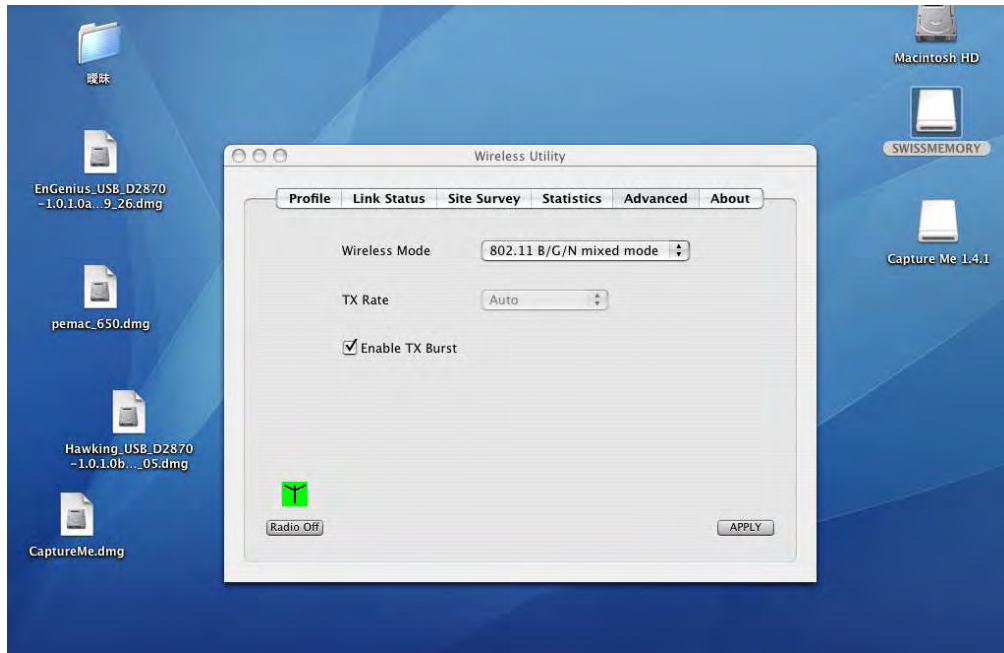 曖昧
EnGenius_USB_D2870
-1.0.1.0a...9_26.dmg
pemac_650.dmg
Hawking_USB_D2870
-1.0.1.0b..._05.dmg
CaptureMe.dmg
Wireless Utility
Profile Link Status Site Survey Statistics Advanced About
Wireless Mode 802.11 B/G/N mixed mode
TX Rate Auto
Enable TX Burst
Radio Off APPLY
Macintosh HD
SWISSMEMORY
Capture Me 1.4.1